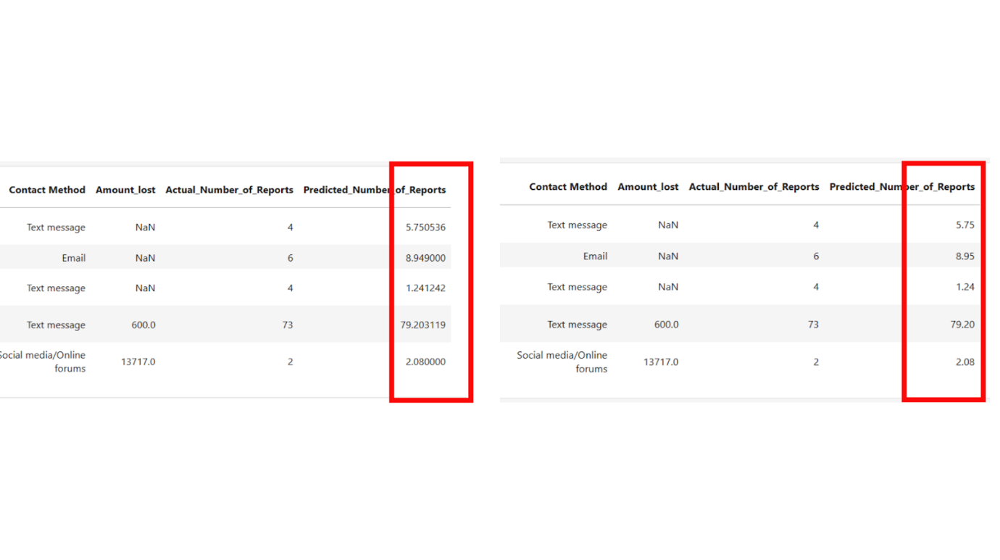 Contact Method Amount_lost Actual_Number_of_Reports Predicted_Number_of_Reports
Text message NaN 4 5.750536
Email NaN 6 8.949000
Text message NaN 4 1.241242
Text message 600.0 73 79.203119
Social media/Online
forums 13717.0 2 2.080000
Contact Method Amount_lost Actual_Number_of_Reports Predicted_Number_of_Reports
Text message NaN 4 5.75
Email NaN 6 8.95
Text message NaN 4 1.24
Text message 600.0 73 79.20
Social media/Online
forums 13717.0 2 2.08